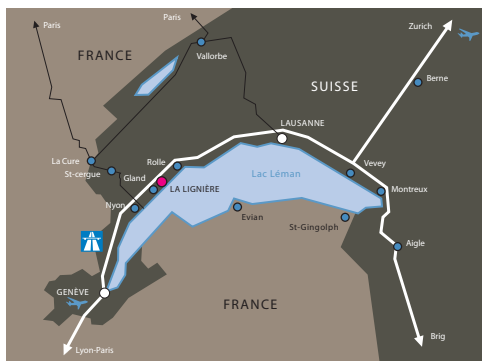 Paris
Paris
Zurich
FRANCE
Vallorbe
Berne
SUISSE
LAUSANNE
La Cure
St-cergue
Rolle
Gland
LA LIGNIÈRE
Lac Léman
Vevey
Montreux
Nyon
Evian
St-Gingolph
Aigle
GENÈVE
FRANCE
Lyon-Paris
Brig